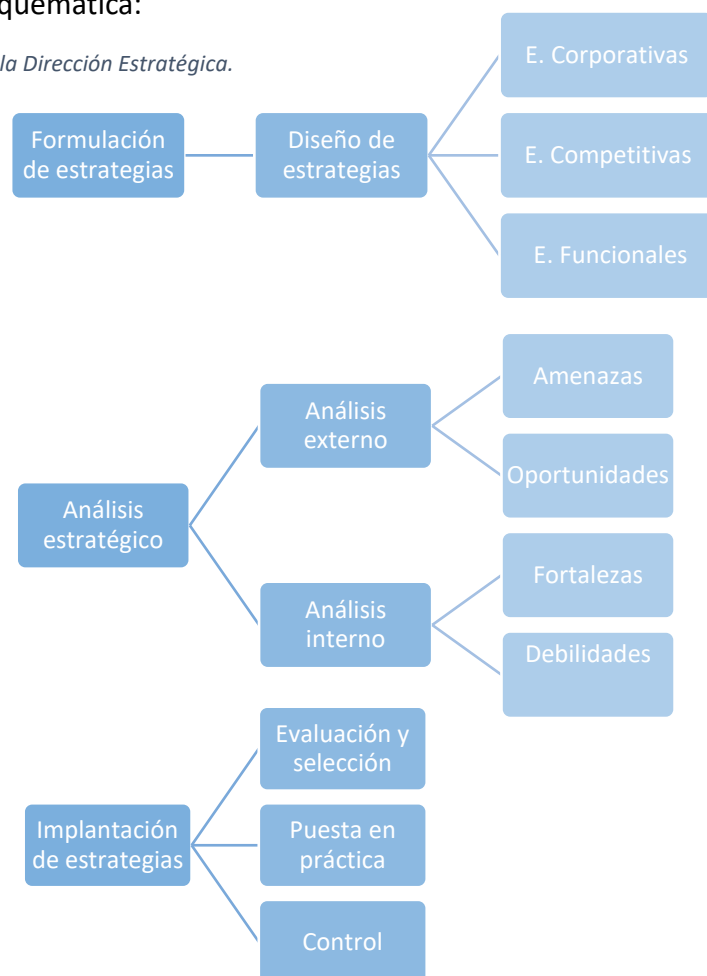 quemática:
la Dirección Estratégica.
E. Corporativas
Formulación
de estrategias
Diseño de
estrategias
E. Competitivas
E. Funcionales
Amenazas
Análisis
externo
Oportunidades
Análisis
estratégico
Fortalezas
Análisis
interno
Debilidades
Evaluación y
selección
Implantación
de estrategias
Puesta en
práctica
Control